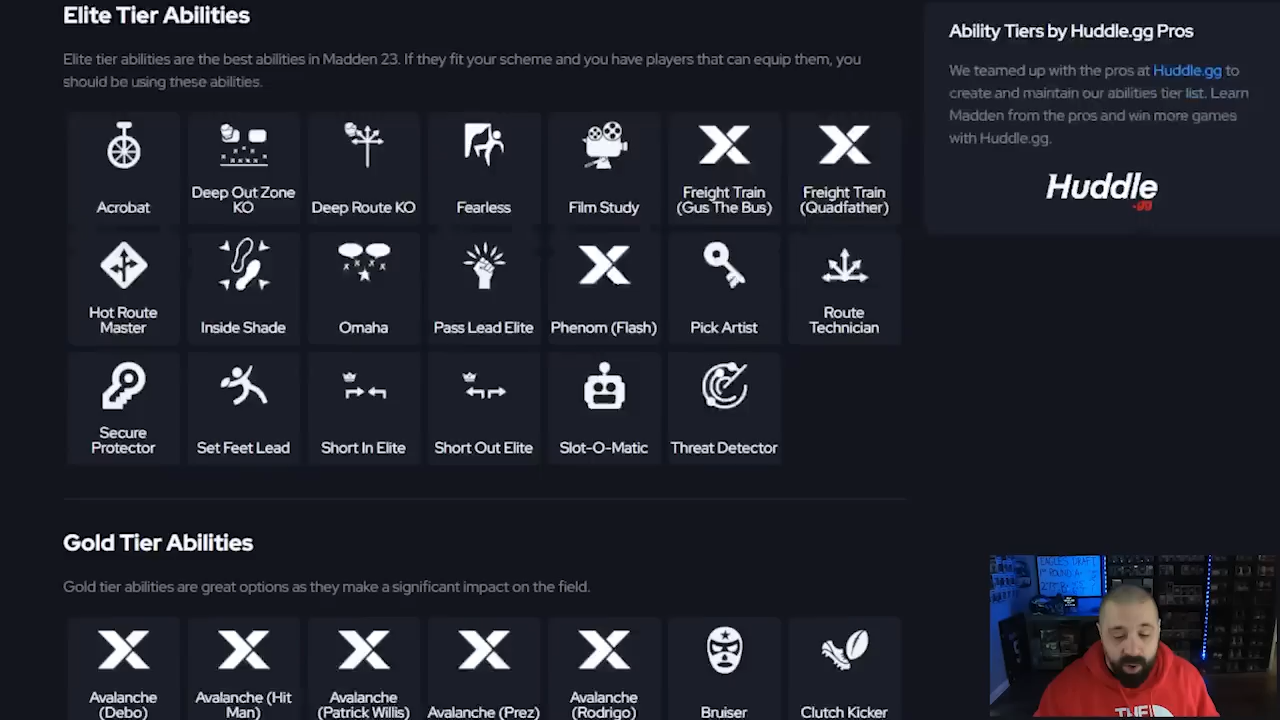 Elite Tier Abilities
Elite tier abilities are the best abilities in Madden 23. If they fit your scheme and you have players that can equip them, you
should be using these abilities.
Acrobat
Deep Out Zone
KO
Deep Route KO
Fearless
Film Study
Freight Train
(Gus The Bus)
Freight Train
(Quadfather)
Hot Route
Master
Inside Shade
Omaha
Pass Lead Elite
Phenom (Flash)
Pick Artist
Route
Technician
Secure
Protector
Set Feet Lead
Short In Elite
Short Out Elite
Slot-O-Matic
Threat Detector
Gold Tier Abilities
Gold tier abilities are great options as they make a significant impact on the field.
Avalanche
(Debo)
Avalanche (Hit
Man)
Avalanche
(Patrick Willis)
Avalanche (Prez)
Avalanche
(Rodrigo)
Bruiser
Clutch Kicker
Ability Tiers by Huddle.gg Pros
We teamed up with the pros at Huddle.gg to
create and maintain our abilities tier list. Learn
Madden from the pros and win more games
with Huddle.gg.
Huddle
.gg
EAGLES DRAFT
1ST ROUND A-
THE